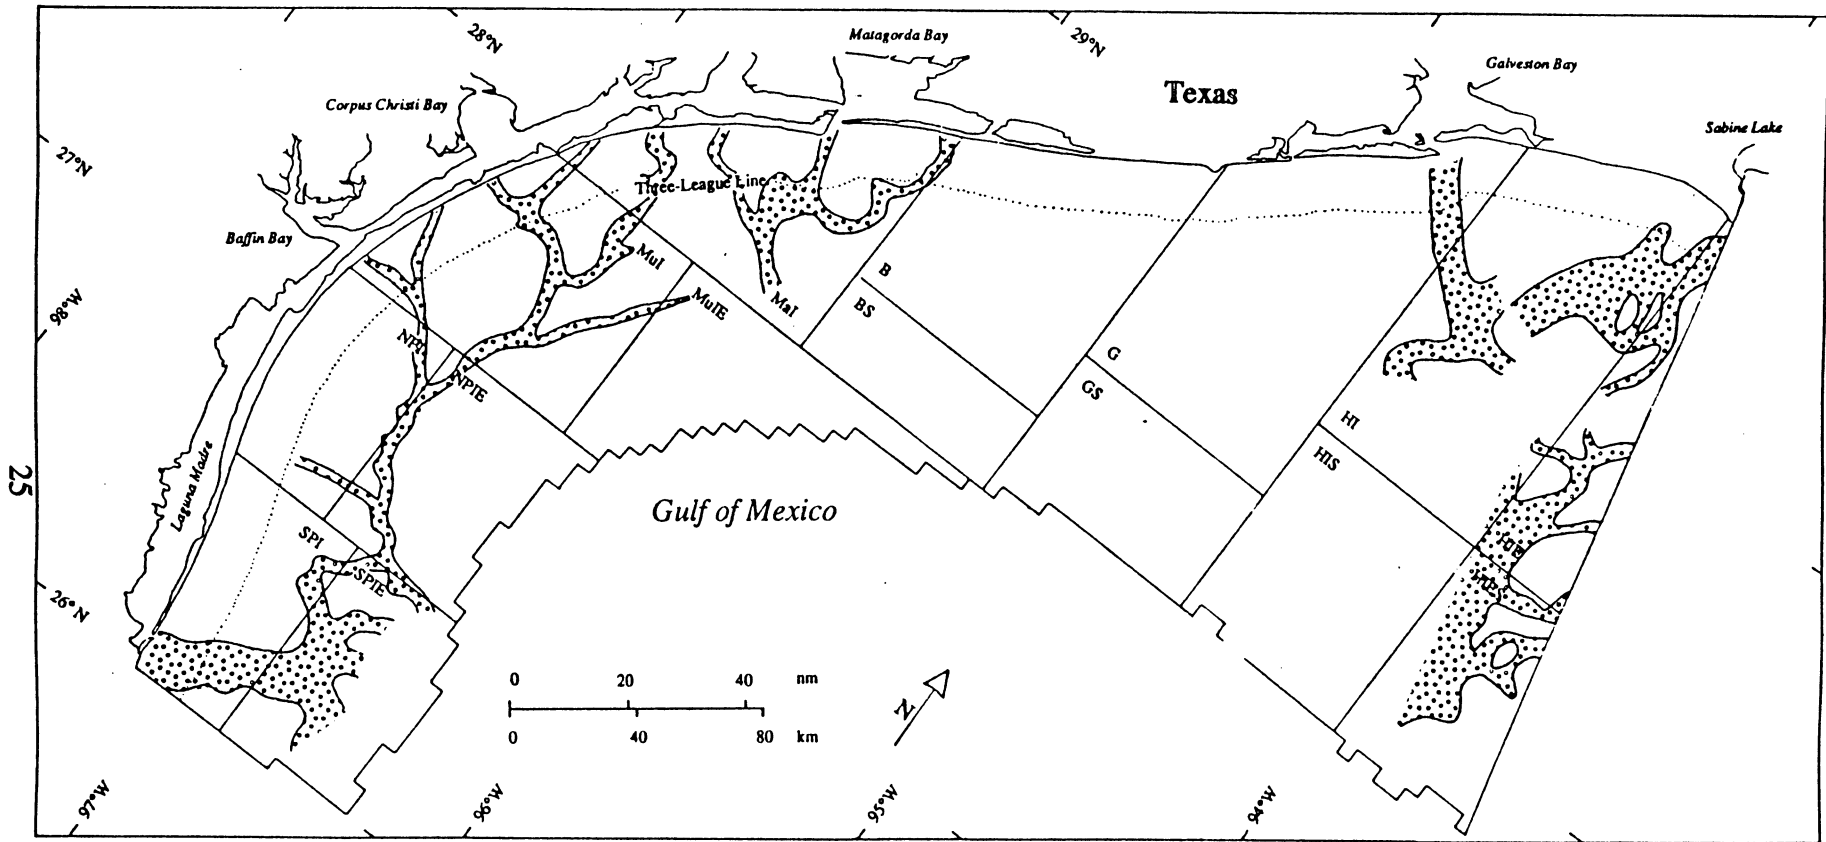 28°N
Matagorda Bay
29°N
Galveston Bay
Texas
Corpus Christi Bay
Sabine Lake
27°N
Three-League Line
Baffin Bay
MuI
B
98°W
BS
MuIE
MaI
NPI
G
NPIE
GS
HI
HIS
Laguna Madre
25
Gulf of Mexico
SPI
HIE
SPIE
26°N
0 20 40 nm
N
0 40 80 km
97°W
96°W
95°W
94°W